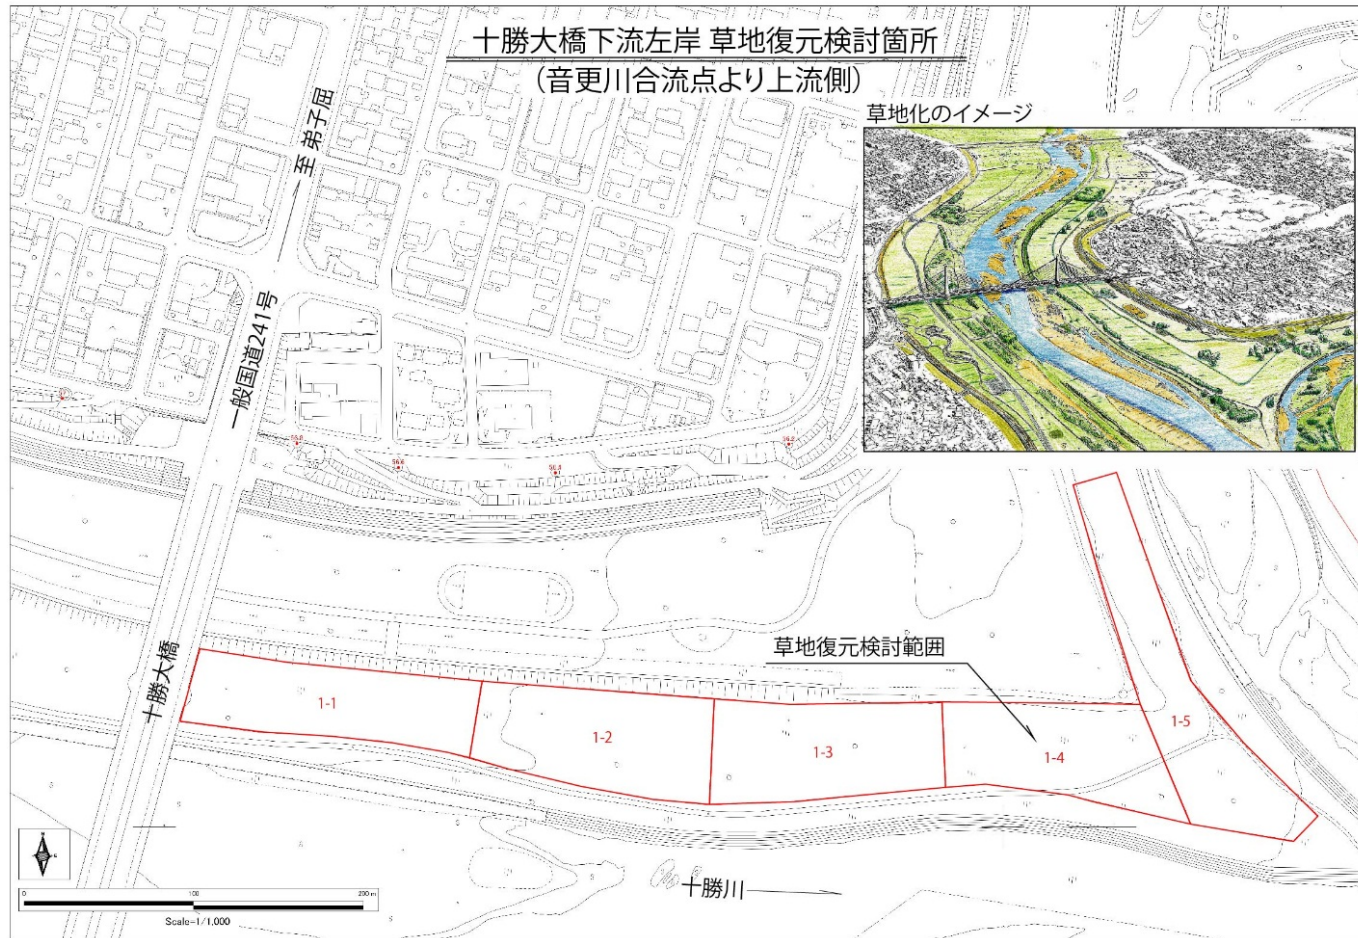 十勝大橋下流左岸 草地復元検討箇所
(音更川合流点より上流側)
草地化のイメージ
至 弟子屈
一般国道241号
十勝大橋
草地復元検討範囲
1-1
1-2
1-3
1-4
1-5
十勝川
0 100 200 m
Scale=1/1,000